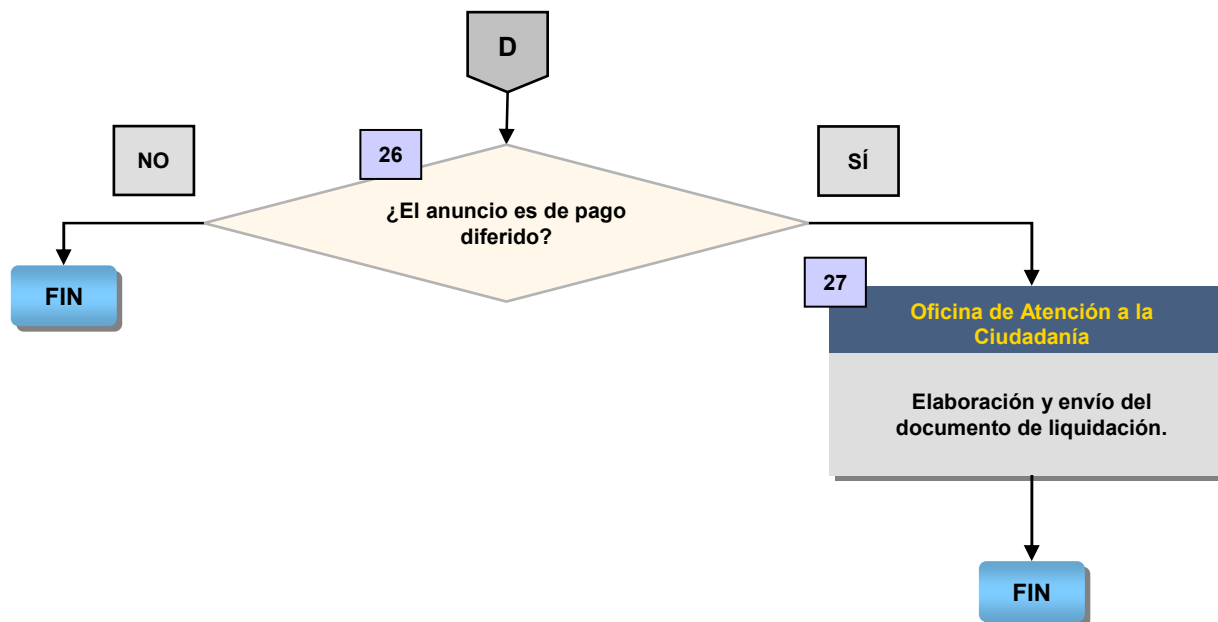 D
NO
26
SÍ
¿El anuncio es de pago
diferido?
FIN
27
Oficina de Atención a la
Ciudadanía
Elaboración y envío del
documento de liquidación.
FIN